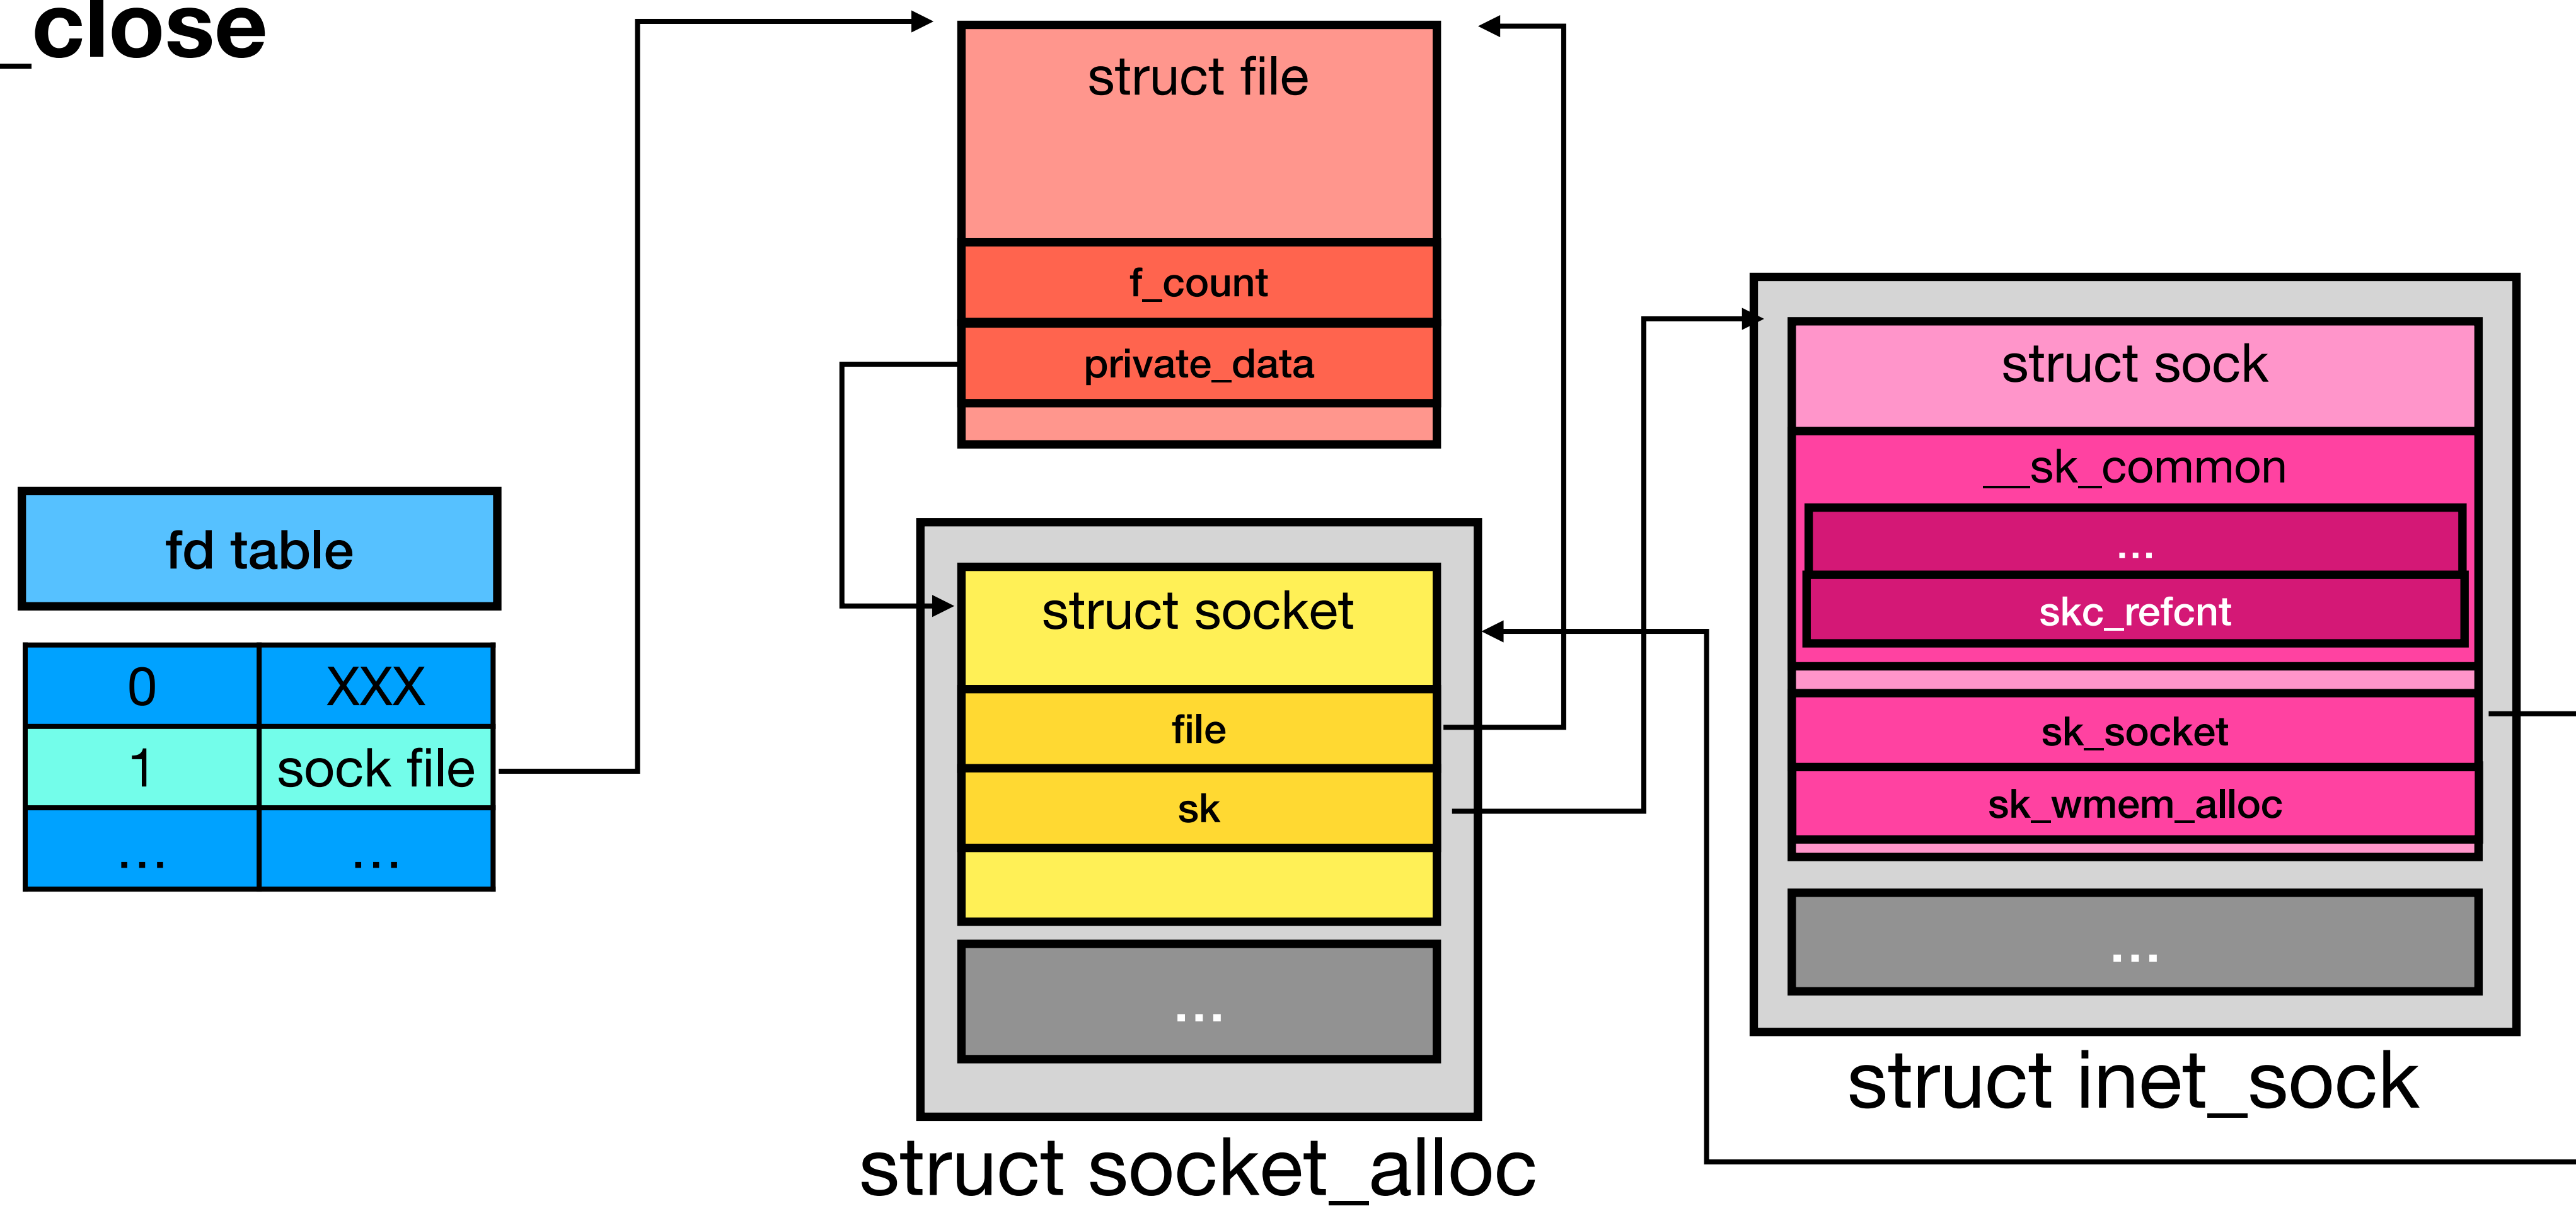 _close
struct file
f_count
private_data
fd table
0 XXX
1 sock file
... ...
struct socket
file
sk
...
struct socket_alloc
struct sock
__sk_common
...
skc_refcnt
sk_socket
sk_wmem_alloc
...
struct inet_sock